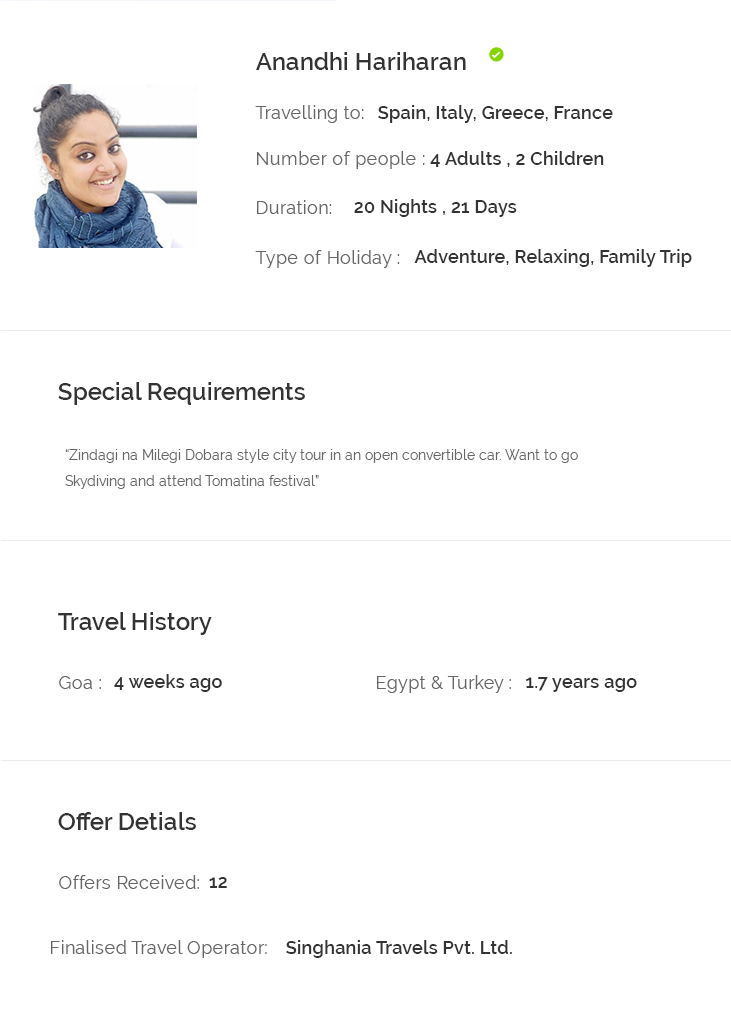 Anandhi Hariharan
Travelling to: Spain, Italy, Greece, France
Number of people : 4 Adults , 2 Children
Duration: 20 Nights , 21 Days
Type of Holiday : Adventure, Relaxing, Family Trip
Special Requirements
“Zindagi na Milegi Dobara style city tour in an open convertible car. Want to go
Skydiving and attend Tomatina festival”
Travel History
Goa : 4 weeks ago Egypt & Turkey : 1.7 years ago
Offer Detials
Offers Received: 12
Finalised Travel Operator: Singhania Travels Pvt. Ltd.